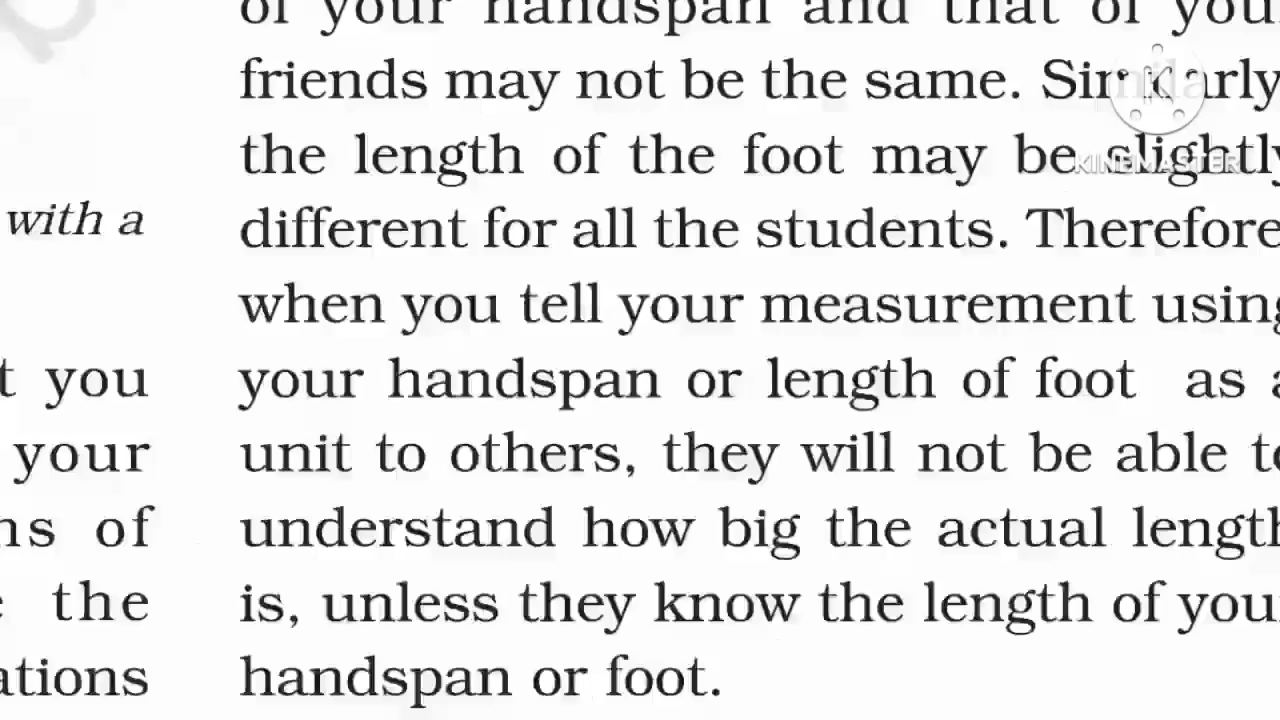 with a
t you
your
ns of
the
ations
of your handspan and that of your
friends may not be the same. Similarly,
the length of the foot may be slightly
different for all the students. Therefore,
when you tell your measurement using
your handspan or length of foot as a
unit to others, they will not be able to
understand how big the actual length
is, unless they know the length of your
handspan or foot.
KINEMASTER